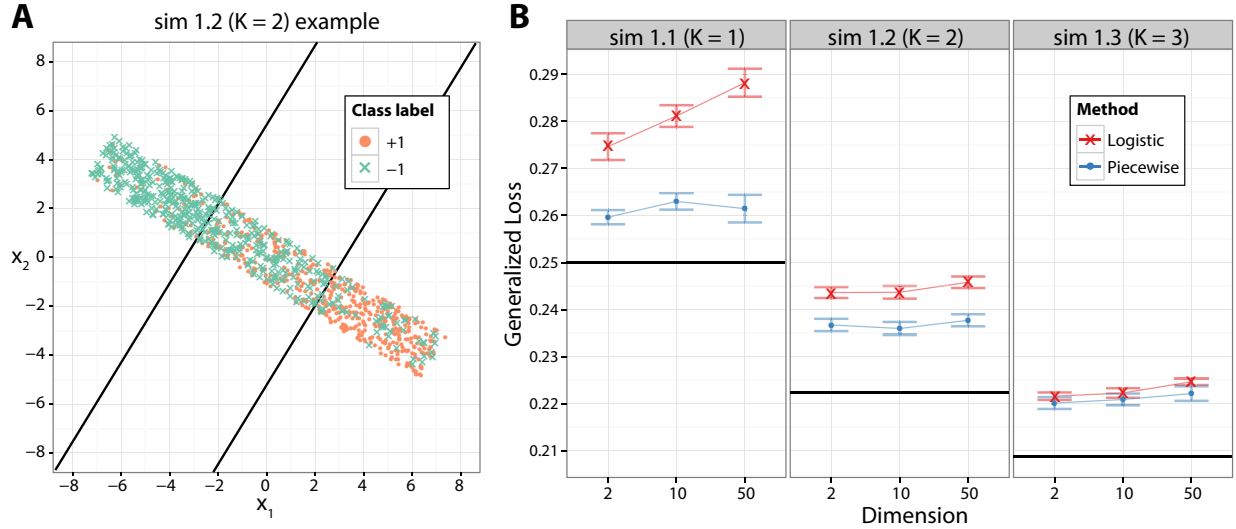 A
sim 1.2 (K = 2) example
8
6
4
2
0
−2
−4
−6
−8
x2
−8
−6
−4
−2
0
2
4
6
8
x1
Class label
+1
−1
B
sim 1.1 (K = 1)
sim 1.2 (K = 2)
sim 1.3 (K = 3)
Generalized Loss
0.29
0.28
0.27
0.26
0.25
0.24
0.23
0.22
0.21
Method
Logistic
Piecewise
2
10
50
2
10
50
2
10
50
Dimension